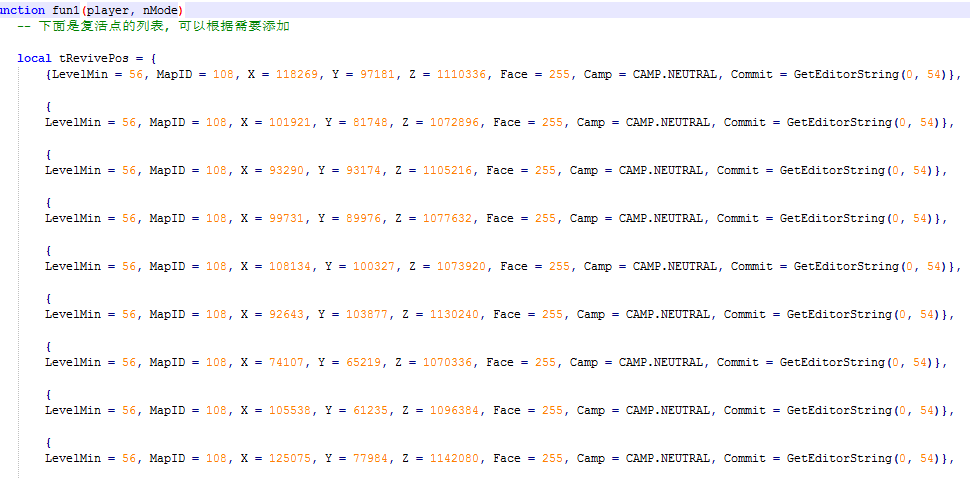 nction fun1(player, nMode)
-- 下面是复活点的列表, 可以根据需要添加
local tRevivePos = {
{LevelMin = 56, MapID = 108, X = 118269, Y = 97181, Z = 1110336, Face = 255, Camp = CAMP.NEUTRAL, Commit = GetEditorString(0, 54)},
{
LevelMin = 56, MapID = 108, X = 101921, Y = 81748, Z = 1072896, Face = 255, Camp = CAMP.NEUTRAL, Commit = GetEditorString(0, 54)},
{
LevelMin = 56, MapID = 108, X = 93290, Y = 93174, Z = 1105216, Face = 255, Camp = CAMP.NEUTRAL, Commit = GetEditorString(0, 54)},
{
LevelMin = 56, MapID = 108, X = 99731, Y = 89976, Z = 1077632, Face = 255, Camp = CAMP.NEUTRAL, Commit = GetEditorString(0, 54)},
{
LevelMin = 56, MapID = 108, X = 108134, Y = 100327, Z = 1073920, Face = 255, Camp = CAMP.NEUTRAL, Commit = GetEditorString(0, 54)},
{
LevelMin = 56, MapID = 108, X = 92643, Y = 103877, Z = 1130240, Face = 255, Camp = CAMP.NEUTRAL, Commit = GetEditorString(0, 54)},
{
LevelMin = 56, MapID = 108, X = 74107, Y = 65219, Z = 1070336, Face = 255, Camp = CAMP.NEUTRAL, Commit = GetEditorString(0, 54)},
{
LevelMin = 56, MapID = 108, X = 105538, Y = 61235, Z = 1096384, Face = 255, Camp = CAMP.NEUTRAL, Commit = GetEditorString(0, 54)},
{
LevelMin = 56, MapID = 108, X = 125075, Y = 77984, Z = 1142080, Face = 255, Camp = CAMP.NEUTRAL, Commit = GetEditorString(0, 54)},